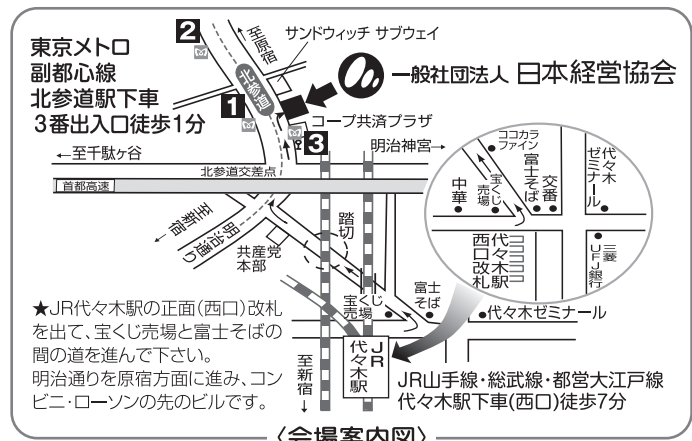 東京メトロ
副都心線
北参道駅下車
3番出入口徒歩1分
2
至原宿
サンドウィッチ サブウェイ
北参道
一般社団法人 日本経営協会
1
コープ共済プラザ
3
←至千駄ヶ谷
明治神宮→
北参道交差点
首都高速
至新宿
明治通り
共産党
本部
踏切
宝くじ
売場
富士
そば
代々木ゼミナール
ココカラ
ファイン
中華
宝くじ
売場
富士そば
交番
代々木
ゼミナール
代々木駅
西口改札
三菱
UFJ銀行
★JR代々木駅の正面(西口)改札
を出て、宝くじ売場と富士そばの
間の道を進んで下さい。
明治通りを原宿方面に進み、コン
ビニ・ローソンの先のビルです。
至新宿↓
JR
代々木駅
JR山手線・総武線・都営大江戸線
代々木駅下車(西口)徒歩7分
〈会場案内図〉